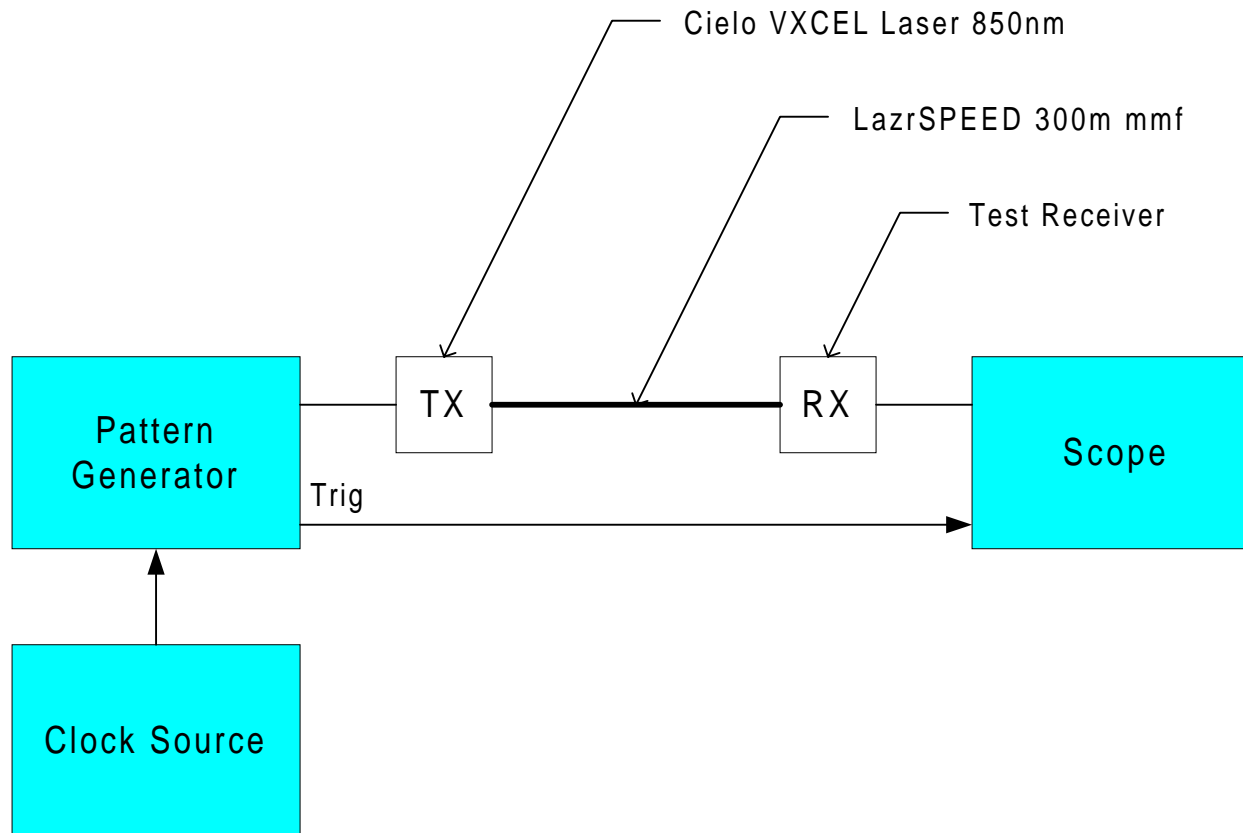 Cielo VXCEL Laser 850nm
LazrSPEED 300m mmf
Test Receiver
TX
RX
Pattern
Generator
Scope
Trig
Clock Source